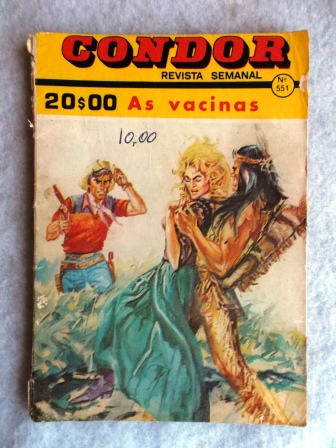 CONDOR
REVISTA SEMANAL
Nº
551
20$00 As vacinas
10,00